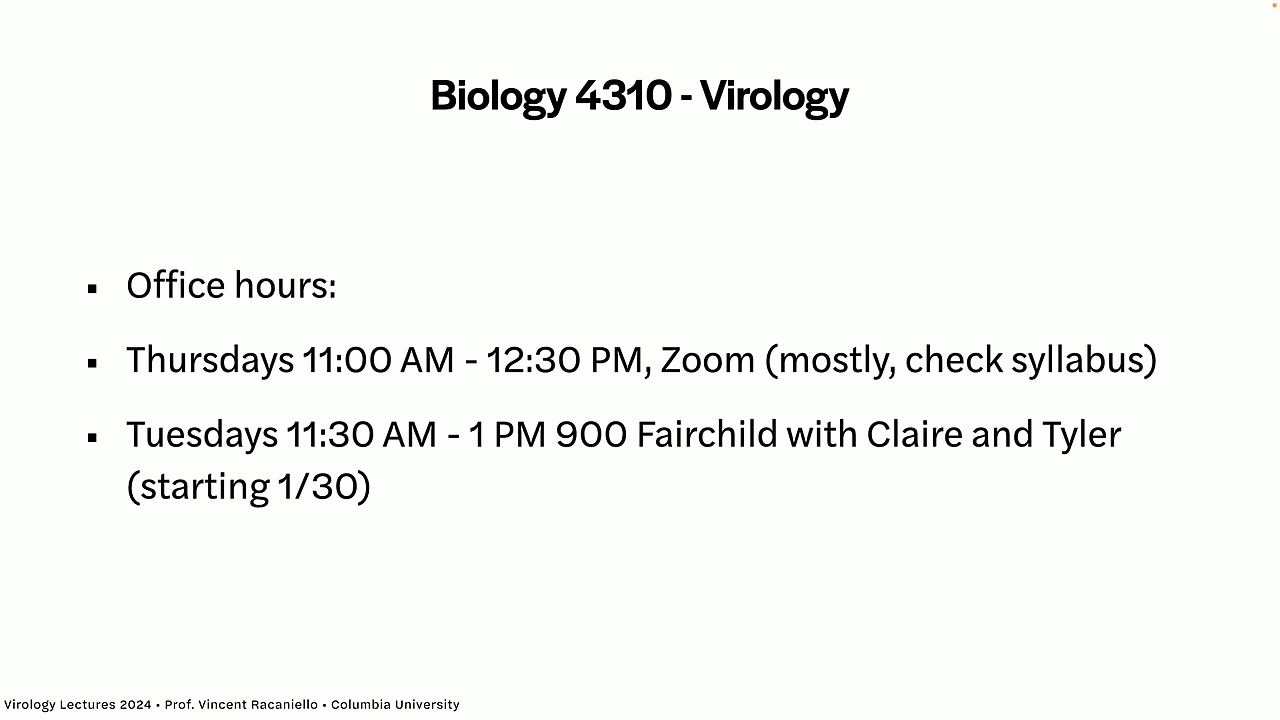 Biology 4310 - Virology
▪ Office hours:
▪ Thursdays 11:00 AM - 12:30 PM, Zoom (mostly, check syllabus)
▪ Tuesdays 11:30 AM - 1 PM 900 Fairchild with Claire and Tyler
(starting 1/30)
Virology Lectures 2024 • Prof. Vincent Racaniello • Columbia University